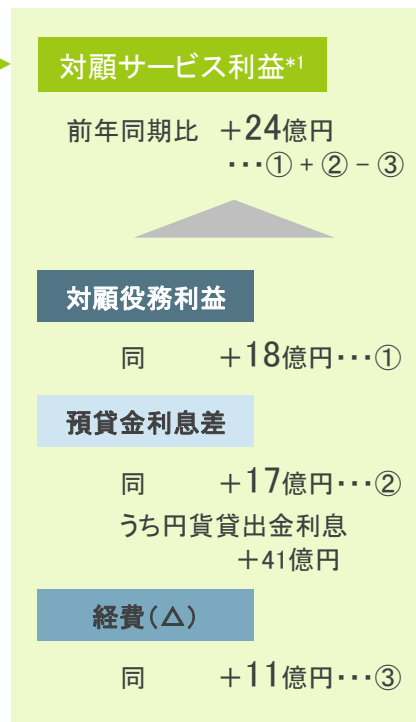 対顧サービス利益*1
前年同期比 +24億円
･･･① + ② − ③
対顧役務利益
同 +18億円･･･①
預貸金利息差
同 +17億円･･･②
うち円貨貸出金利息
+41億円
経費(△)
同 +11億円･･･③